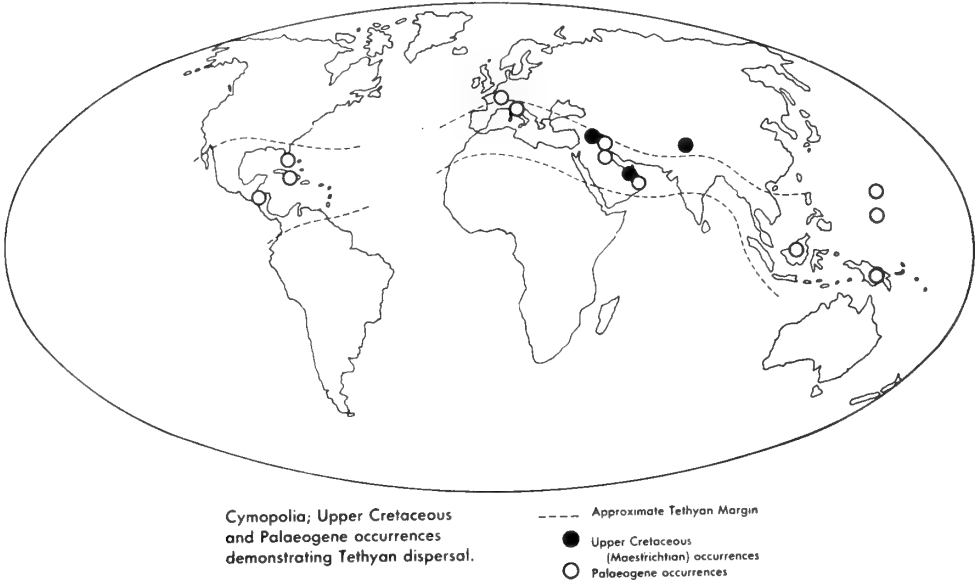 Cymopolia; Upper Cretaceous
and Palaeogene occurrences
demonstrating Tethyan dispersal.
Approximate Tethyan Margin
Upper Cretaceous
(Maestrichtian) occurrences
Palaeogene occurrences